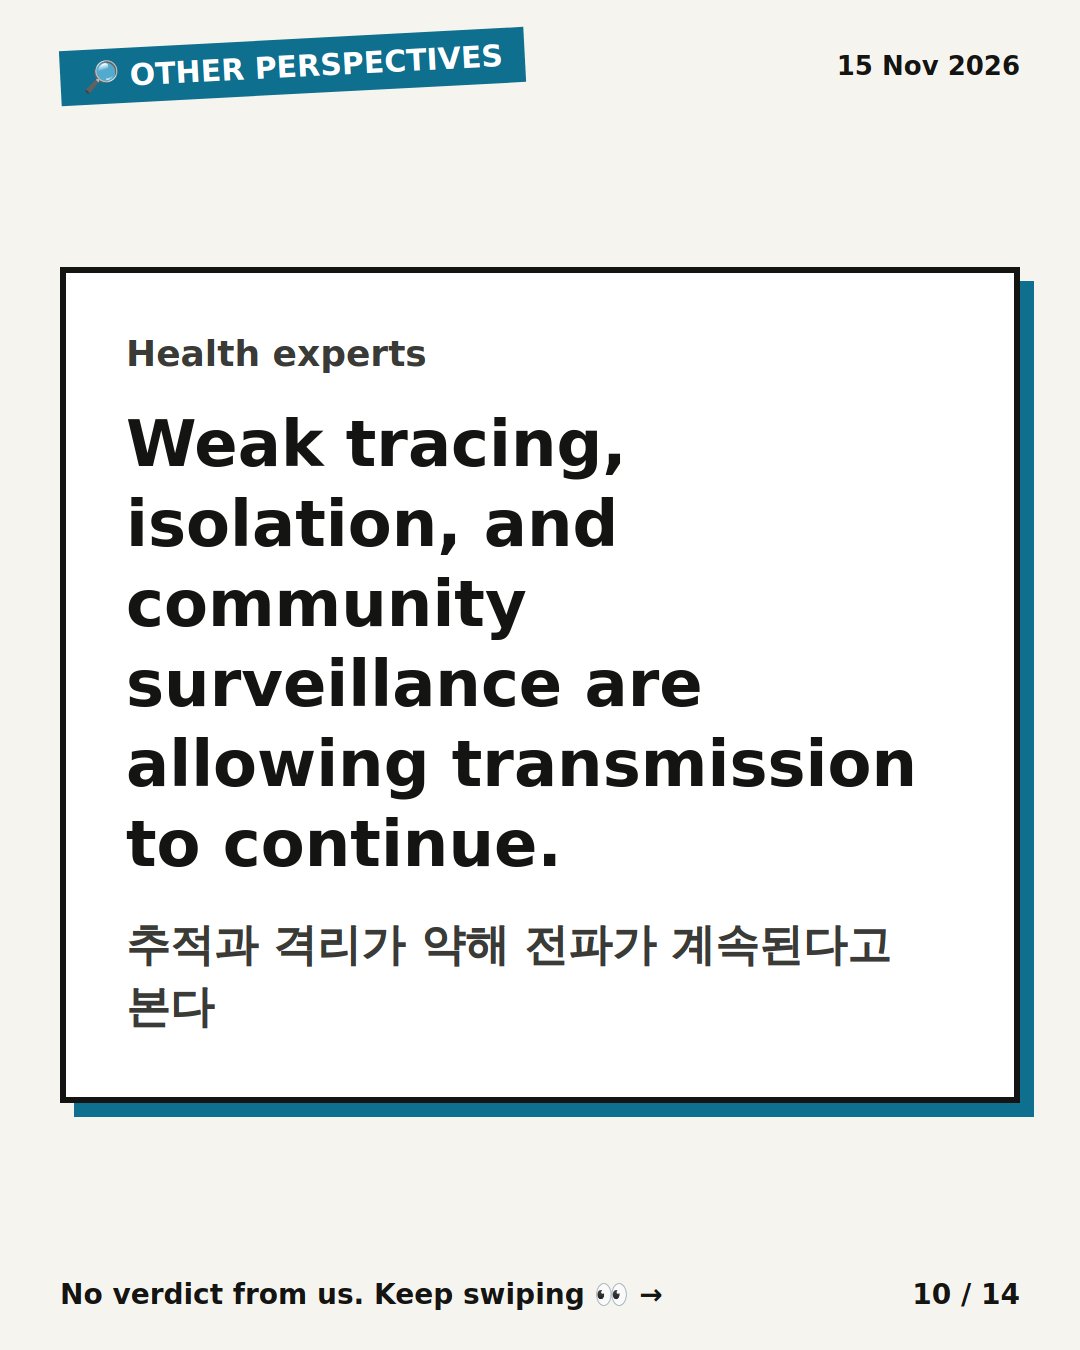 🔎 OTHER PERSPECTIVES
15 Nov 2026
Health experts
Weak tracing,
isolation, and
community
surveillance are
allowing transmission
to continue.
추적과 격리가 약해 전파가 계속된다고
본다
No verdict from us. Keep swiping 👀 →
10 / 14